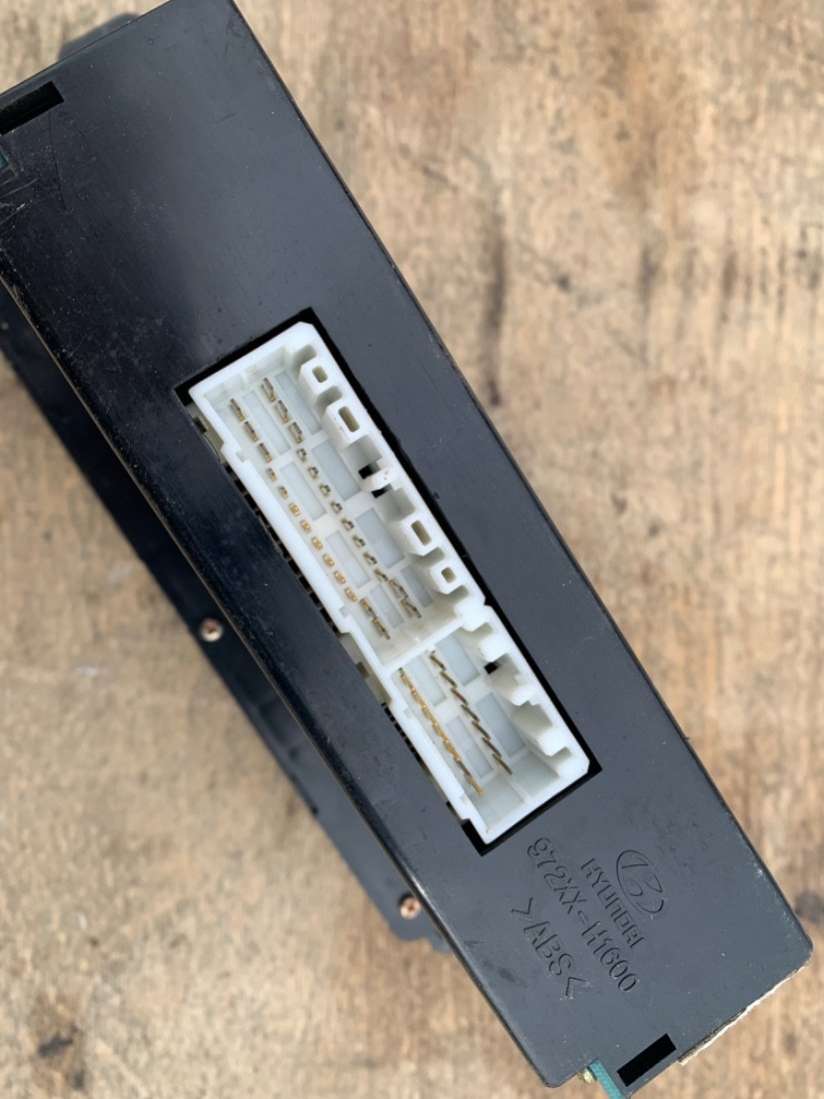 HYUNDAI
972XX-H1600
>ABS<